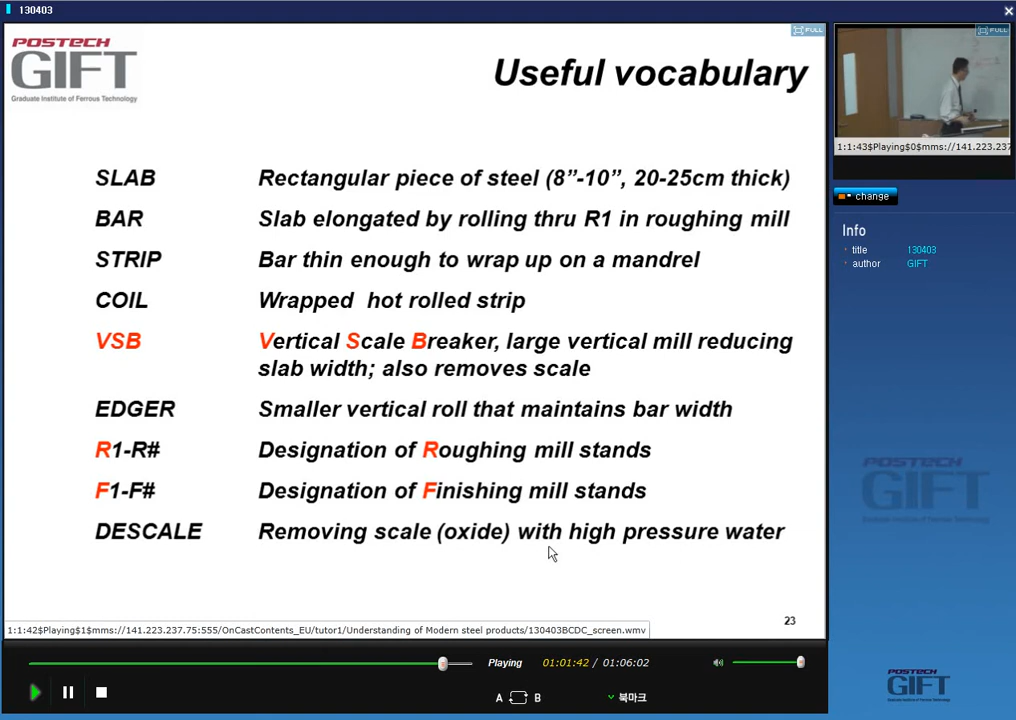 130403
POSTECH
GIFT
Graduate Institute of Ferrous Technology
FULL
Useful vocabulary
SLAB Rectangular piece of steel (8”-10”, 20-25cm thick)
BAR Slab elongated by rolling thru R1 in roughing mill
STRIP Bar thin enough to wrap up on a mandrel
COIL Wrapped hot rolled strip
VSB Vertical Scale Breaker, large vertical mill reducing
slab width; also removes scale
EDGER Smaller vertical roll that maintains bar width
R1-R# Designation of Roughing mill stands
F1-F# Designation of Finishing mill stands
DESCALE Removing scale (oxide) with high pressure water
23
1:1:42$Playing$1$mms://141.223.237.75:555/OnCastContents_EU/tutor1/Understanding of Modern steel products/130403BCDC_screen.wmv
Playing 01:01:42 / 01:06:02
A B 북마크
FULL
1:1:43$Playing$0$mms://141.223.237
change
Info
title 130403
author GIFT
POSTECH
GIFT
POSTECH
GIFT